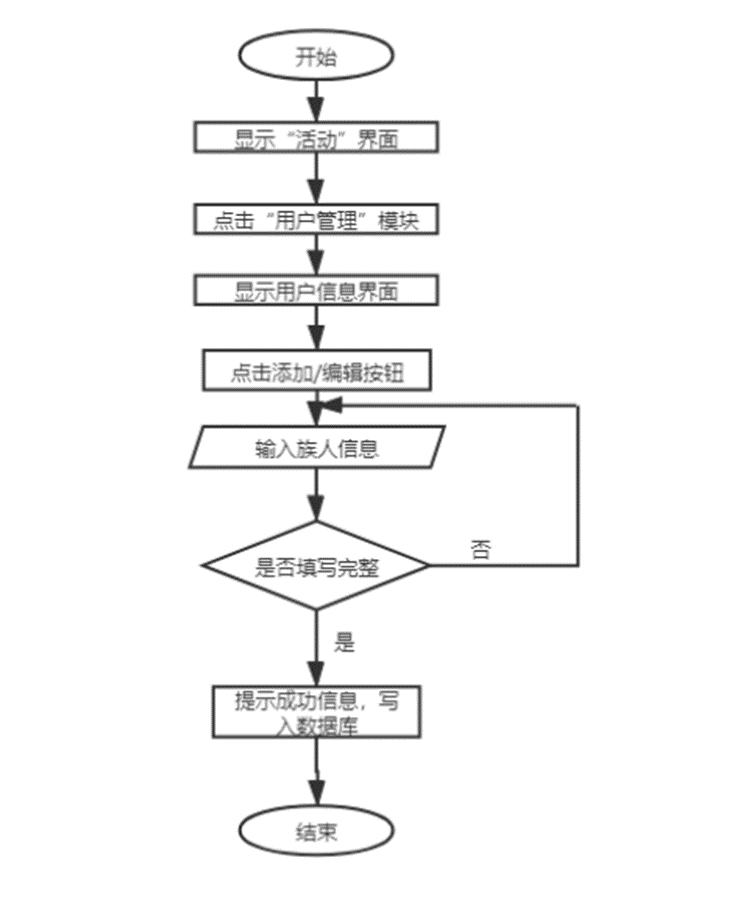 开始
显示“活动”界面
点击“用户管理”模块
显示用户信息界面
点击添加/编辑按钮
输入族人信息
是否填写完整
否
是
提示成功信息，写
入数据库
结束